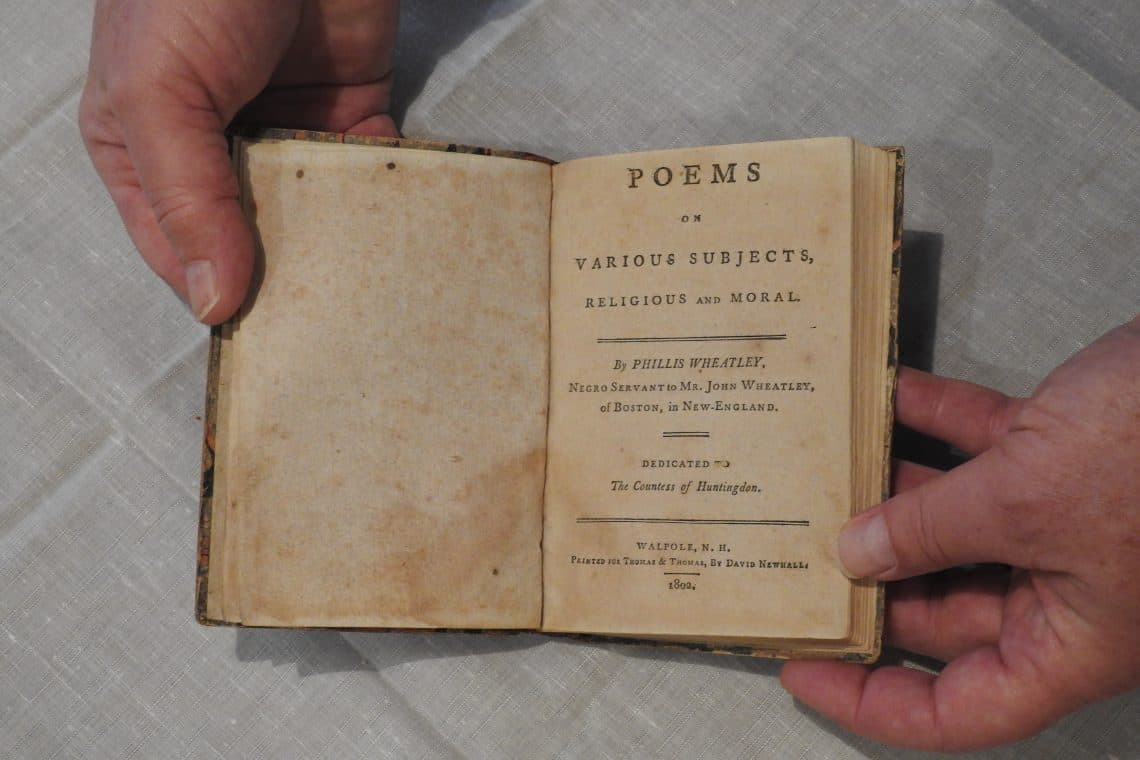 POEMS
ON
VARIOUS SUBJECTS,
RELIGIOUS AND MORAL.
By PHILLIS WHEATLEY,
NEGRO SERVANT to MR. JOHN WHEATLEY,
of BOSTON, in NEW-ENGLAND.
DEDICATED TO
The Countess of Huntingdon.
WALPOLE, N. H.
PRINTED FOR THOMAS & THOMAS, BY DAVID NEWHALL.
1802.